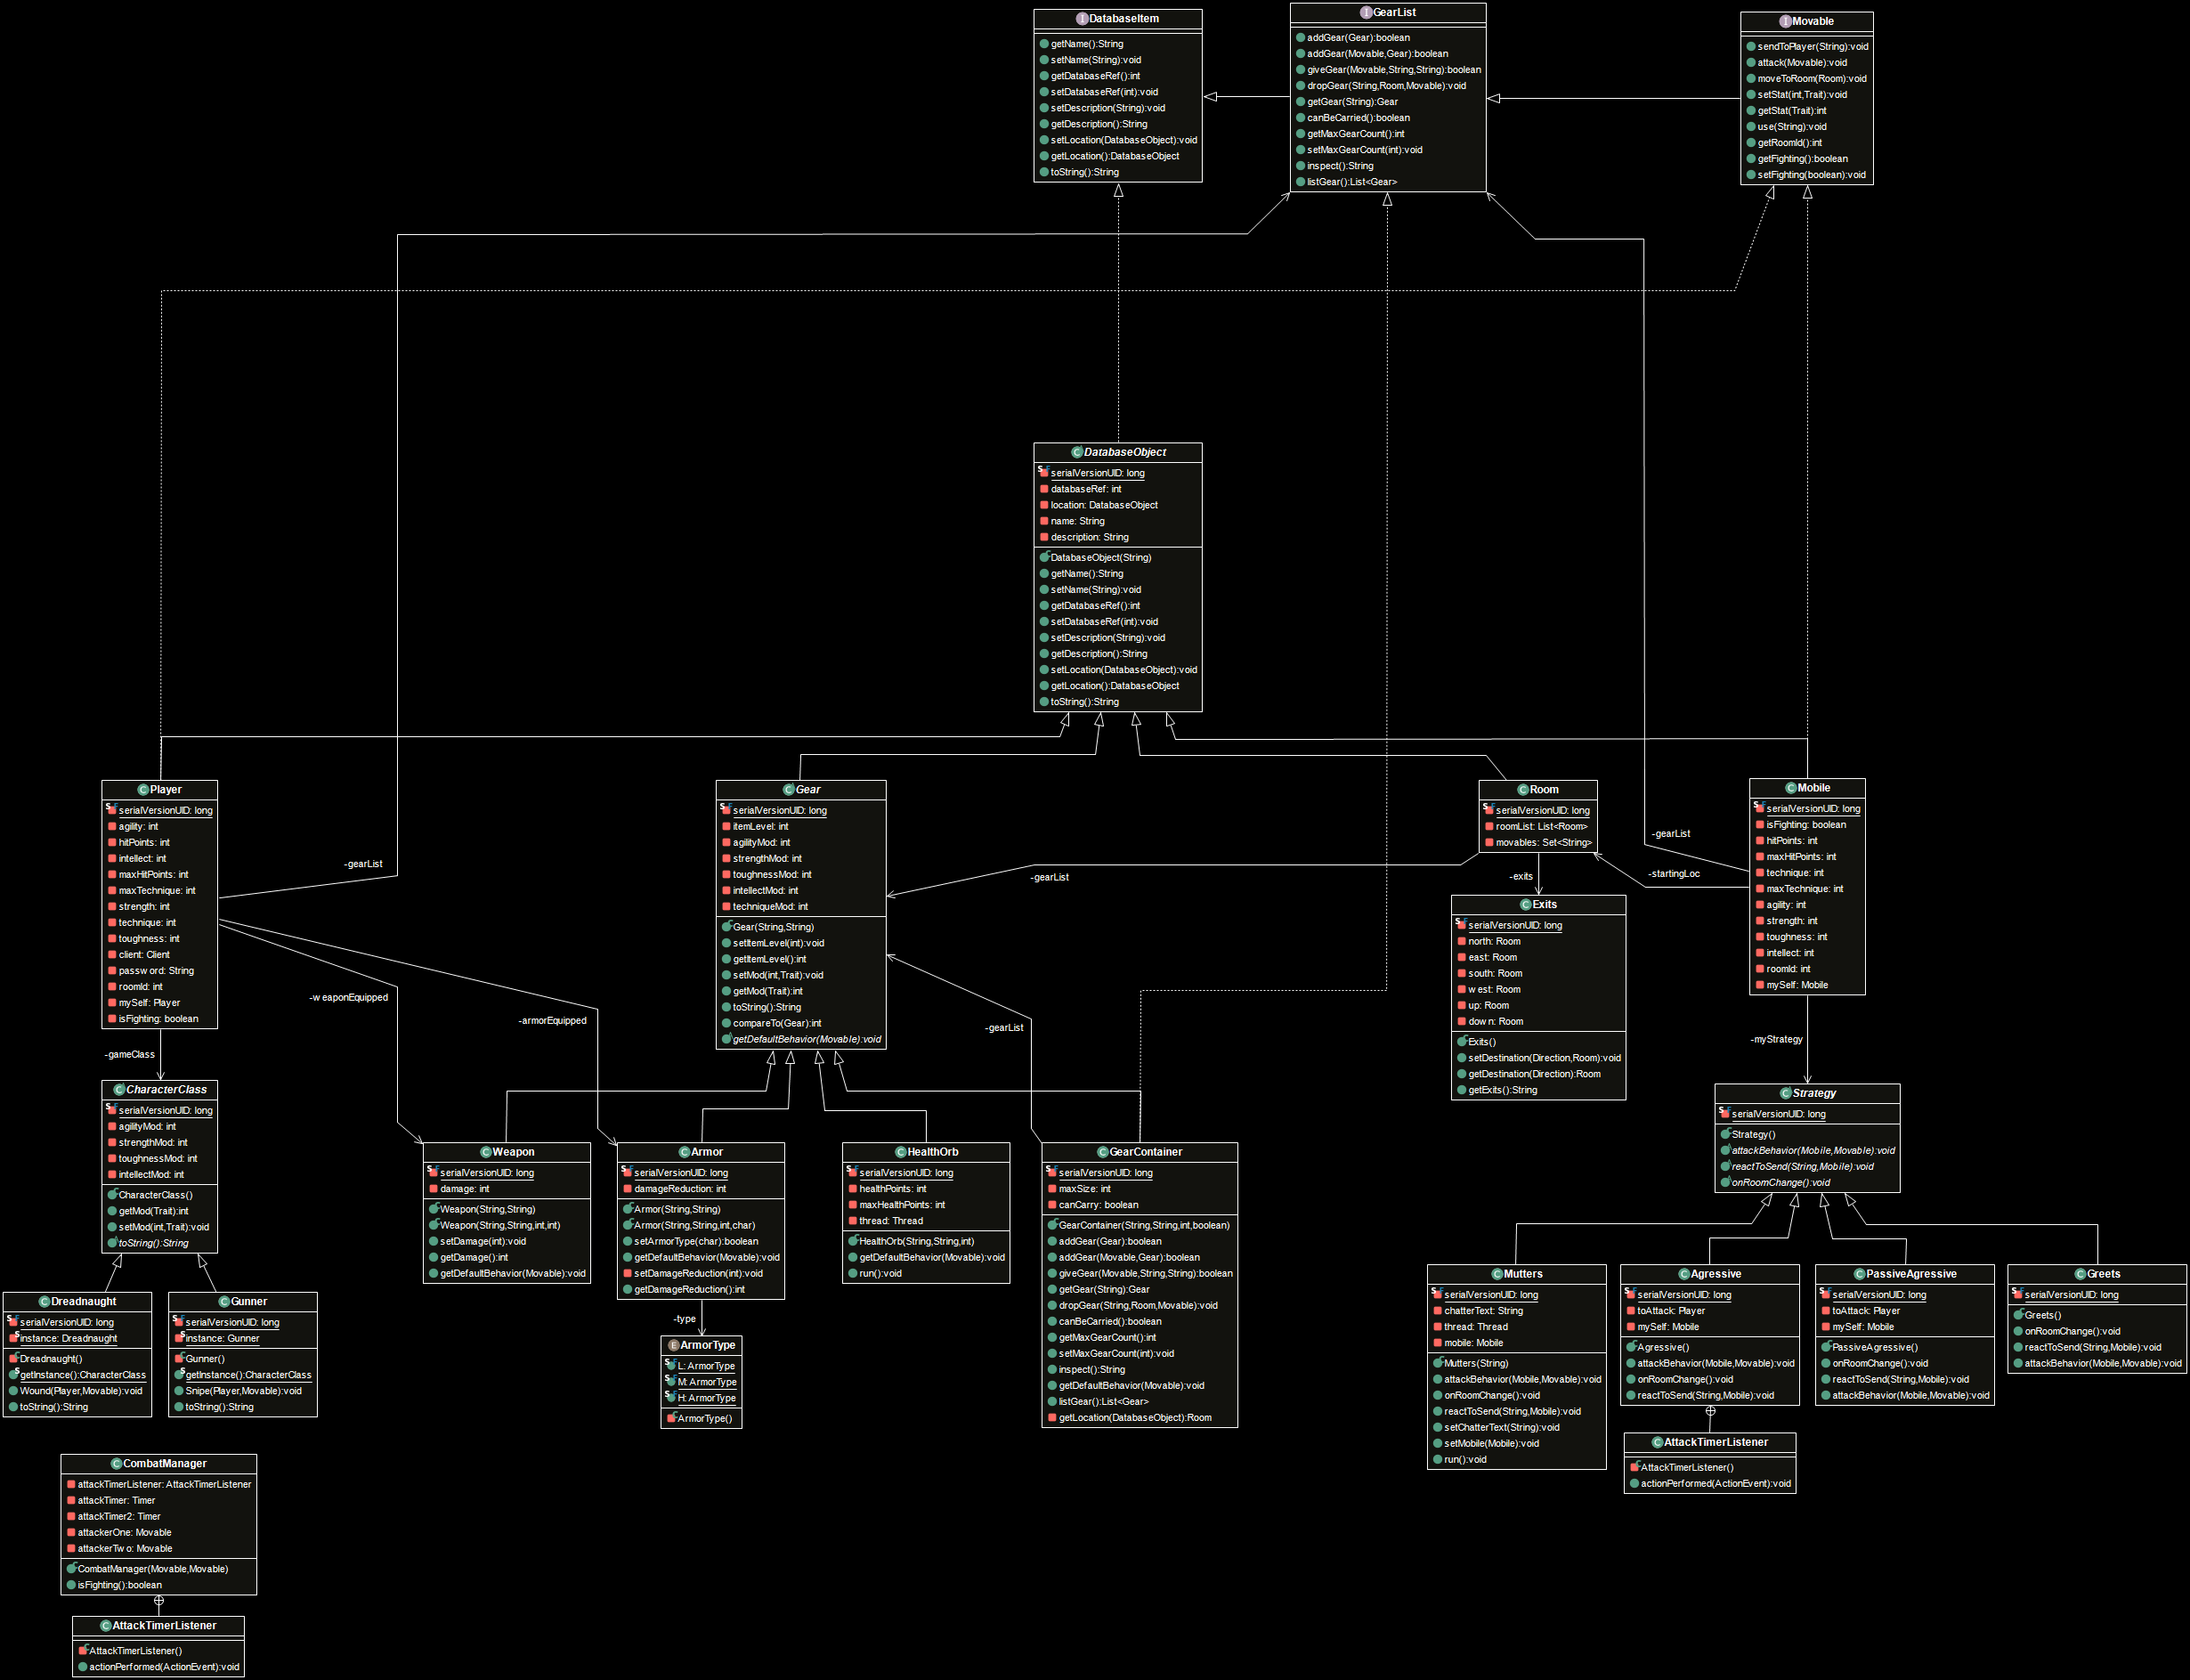 DatabaseItem
getName():String
setName(String):void
getDatabaseRef():int
setDatabaseRef(int):void
setDescription(String):void
getDescription():String
setLocation(DatabaseObject):void
getLocation():DatabaseObject
toString():String
GearList
addGear(Gear):boolean
addGear(Movable,Gear):boolean
giveGear(Movable,String,String):boolean
dropGear(String,Room,Movable):void
getGear(String):Gear
canBeCarried():boolean
getMaxGearCount():int
setMaxGearCount(int):void
inspect():String
listGear():List<Gear>
Movable
sendToPlayer(String):void
attack(Movable):void
moveToRoom(Room):void
setStat(int,Trait):void
getStat(Trait):int
use(String):void
getRoomId():int
getFighting():boolean
setFighting(boolean):void
DatabaseObject
serialVersionUID: long
databaseRef: int
location: DatabaseObject
name: String
description: String
DatabaseObject(String)
getName():String
setName(String):void
getDatabaseRef():int
setDatabaseRef(int):void
setDescription(String):void
getDescription():String
setLocation(DatabaseObject):void
getLocation():DatabaseObject
toString():String
Player
serialVersionUID: long
agility: int
hitPoints: int
intellect: int
maxHitPoints: int
maxTechnique: int
strength: int
technique: int
toughness: int
client: Client
password: String
roomId: int
mySelf: Player
isFighting: boolean
-gearList
-weaponEquipped
-armorEquipped
-gameClass
Gear
serialVersionUID: long
itemLevel: int
agilityMod: int
strengthMod: int
toughnessMod: int
intellectMod: int
techniqueMod: int
Gear(String,String)
setItemLevel(int):void
getItemLevel():int
setMod(int,Trait):void
getMod(Trait):int
toString():String
compareTo(Gear):int
getDefaultBehavior(Movable):void
-gearList
-gearList
Room
serialVersionUID: long
roomList: List<Room>
movables: Set<String>
-exits
Exits
serialVersionUID: long
north: Room
east: Room
south: Room
west: Room
up: Room
down: Room
Exits()
setDestination(Direction,Room):void
getDestination(Direction):Room
getExits():String
-gearList
-startingLoc
Mobile
serialVersionUID: long
isFighting: boolean
hitPoints: int
maxHitPoints: int
technique: int
maxTechnique: int
agility: int
strength: int
toughness: int
intellect: int
roomId: int
mySelf: Mobile
-myStrategy
CharacterClass
serialVersionUID: long
agilityMod: int
strengthMod: int
toughnessMod: int
intellectMod: int
CharacterClass()
getMod(Trait):int
setMod(int,Trait):void
toString():String
Strategy
serialVersionUID: long
Strategy()
attackBehavior(Mobile,Movable):void
reactToSend(String,Mobile):void
onRoomChange():void
Weapon
serialVersionUID: long
damage: int
Weapon(String,String)
Weapon(String,String,int,int)
setDamage(int):void
getDamage():int
getDefaultBehavior(Movable):void
Armor
serialVersionUID: long
damageReduction: int
Armor(String,String)
Armor(String,String,int,char)
setArmorType(char):boolean
getDefaultBehavior(Movable):void
setDamageReduction(int):void
getDamageReduction():int
-type
HealthOrb
serialVersionUID: long
healthPoints: int
maxHealthPoints: int
thread: Thread
HealthOrb(String,String,int)
getDefaultBehavior(Movable):void
run():void
GearContainer
serialVersionUID: long
maxSize: int
canCarry: boolean
GearContainer(String,String,int,boolean)
addGear(Gear):boolean
addGear(Movable,Gear):boolean
giveGear(Movable,String,String):boolean
getGear(String):Gear
dropGear(String,Room,Movable):void
canBeCarried():boolean
getMaxGearCount():int
setMaxGearCount(int):void
inspect():String
getDefaultBehavior(Movable):void
listGear():List<Gear>
getLocation(DatabaseObject):Room
Dreadnaught
serialVersionUID: long
instance: Dreadnaught
Dreadnaught()
getInstance():CharacterClass
Wound(Player,Movable):void
toString():String
Gunner
serialVersionUID: long
instance: Gunner
Gunner()
getInstance():CharacterClass
Snipe(Player,Movable):void
toString():String
ArmorType
L: ArmorType
M: ArmorType
H: ArmorType
ArmorType()
Mutters
serialVersionUID: long
chatterText: String
thread: Thread
mobile: Mobile
Mutters(String)
attackBehavior(Mobile,Movable):void
onRoomChange():void
reactToSend(String,Mobile):void
setChatterText(String):void
setMobile(Mobile):void
run():void
Agressive
serialVersionUID: long
toAttack: Player
mySelf: Mobile
Agressive()
attackBehavior(Mobile,Movable):void
onRoomChange():void
reactToSend(String,Mobile):void
PassiveAgressive
serialVersionUID: long
toAttack: Player
mySelf: Mobile
PassiveAgressive()
onRoomChange():void
reactToSend(String,Mobile):void
attackBehavior(Mobile,Movable):void
Greets
serialVersionUID: long
Greets()
onRoomChange():void
reactToSend(String,Mobile):void
attackBehavior(Mobile,Movable):void
AttackTimerListener
AttackTimerListener()
actionPerformed(ActionEvent):void
CombatManager
attackTimerListener: AttackTimerListener
attackTimer: Timer
attackTimer2: Timer
attackerOne: Movable
attackerTwo: Movable
CombatManager(Movable,Movable)
isFighting():boolean
AttackTimerListener
AttackTimerListener()
actionPerformed(ActionEvent):void